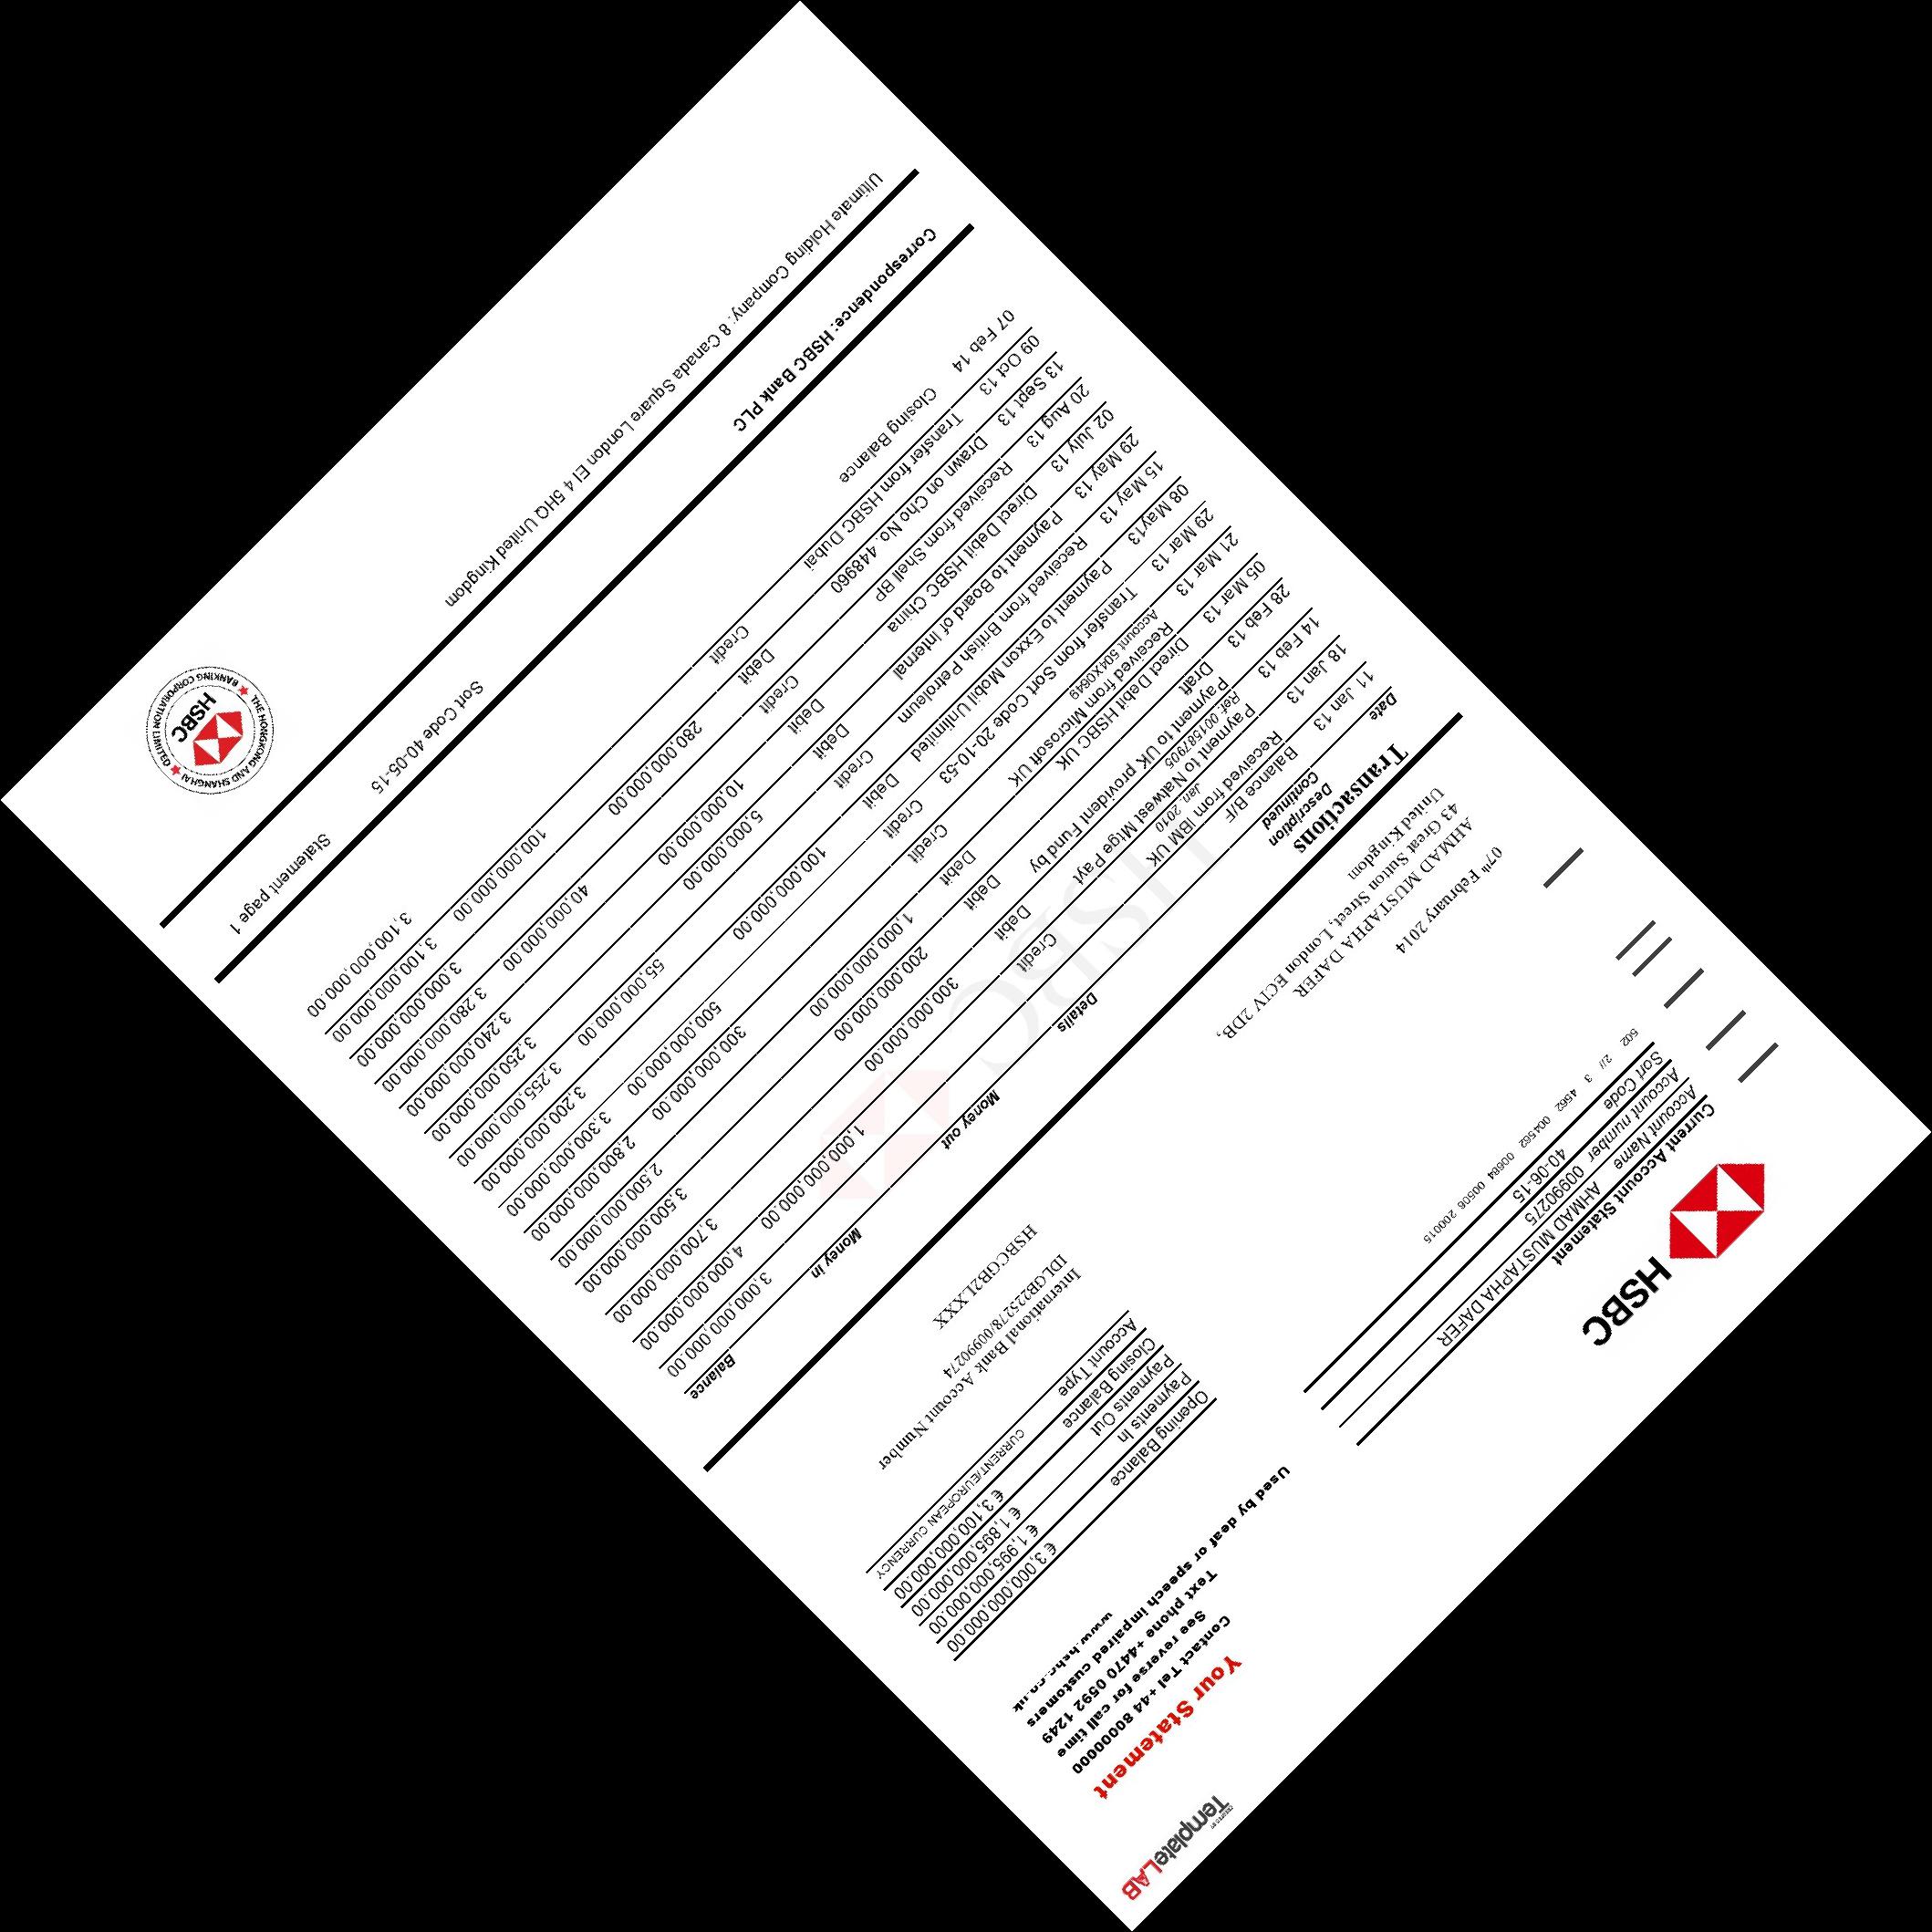 CREATED BY
TemplateLAB
HSBC
Your Statement
Contact Tel +44 80000000
See reverse for call time
Text phone +4470 0592 1249
Used by deaf or speech impaired customers
www.hsbc.co.uk
Current Account Statement
Account Name AHMAD MUSTAPHA DAFER
Account number 00990275
Sort Code 40-06-15
502 2// 3 4562 004562 00684 00506 200015
Opening Balance € 3,000,000,000.00
Payments In € 1,995,000,000.00
Payments Out € 1,895,000,000.00
Closing Balance € 3,100,000,000.00
Account Type CURRENT/EUROPEAN CURRENCY
07th February 2014
AHMAD MUSTAPHA DAFER
43 Great Sutton Street, London ECIV 2DB,
United Kingdom
International Bank Account Number
IDLGB225278/00990274
HSBCGB2LXXX
Transactions
Date Description Continued Details Money out Money in Balance
11 Jan 13 Balance B/F 3,000,000,000.00
18 Jan 13 Received from IBM UK Credit 1,000,000,000.00 4,000,000,000.00
Jan. 2010
14 Feb 13 Payment to Natwest Mtge Payt Debit 300,000,000.00 3,700,000,000.00
Ref: 001587905
28 Feb 13 Payment to UK provident Fund by Draft Debit 200,000,000.00 3,500,000,000.00
05 Mar 13 Direct Debit HSBC UK Debit 1,000,000,000.00 2,500,000,000.00
21 Mar 13 Received from Microsoft UK Credit 300,000,000.00 2,800,000,000.00
Account 504X0649
29 Mar 13 Transfer from Sort Code 20-10-53 Credit 500,000,000.00 3,300,000,000.00
08 May13 Payment to Exxon Mobil Unlimited Debit 100,000,000.00 3,200,000,000.00
15 May 13 Received from British Petroleum Credit 55,000,000.00 3,255,000,000.00
29 May 13 Payment to Board of Internal Debit 5,000,000.00 3,250,000,000.00
02 July 13 Direct Debit HSBC China Debit 10,000,000.00 3,240,000,000.00
20 Aug 13 Received from Shell BP Credit 40,000,000.00 3,280,000,000.00
13 Sept 13 Drawn on Chq No. 448960 Debit 280,000,000.00 3,000,000,000.00
09 Oct 13 Transfer from HSBC Dubai Credit 100,000,000.00 3,100,000,000.00
07 Feb 14 Closing Balance 3,100,000,000.00
HSBC
Correspondence: HSBC Bank PLC Sort Code 40-05-15 Statement page 1
Ultimate Holding Company: 8 Canada Square London El 4 5HQ United Kingdom
THE HONGKONG AND SHANGHAI BANKING CORPORATION LIMITED
HSBC